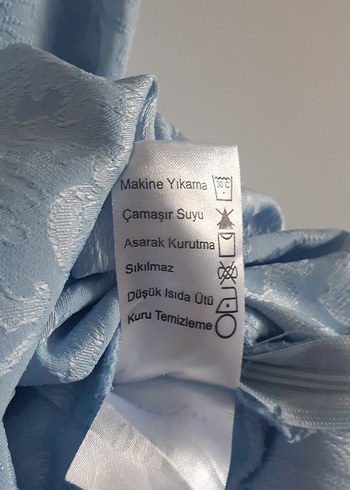 Makine Yıkama 30 C
Çamaşır Suyu
Asarak Kurutma
Sıkılmaz
Düşük Isıda Ütü
Kuru Temizleme